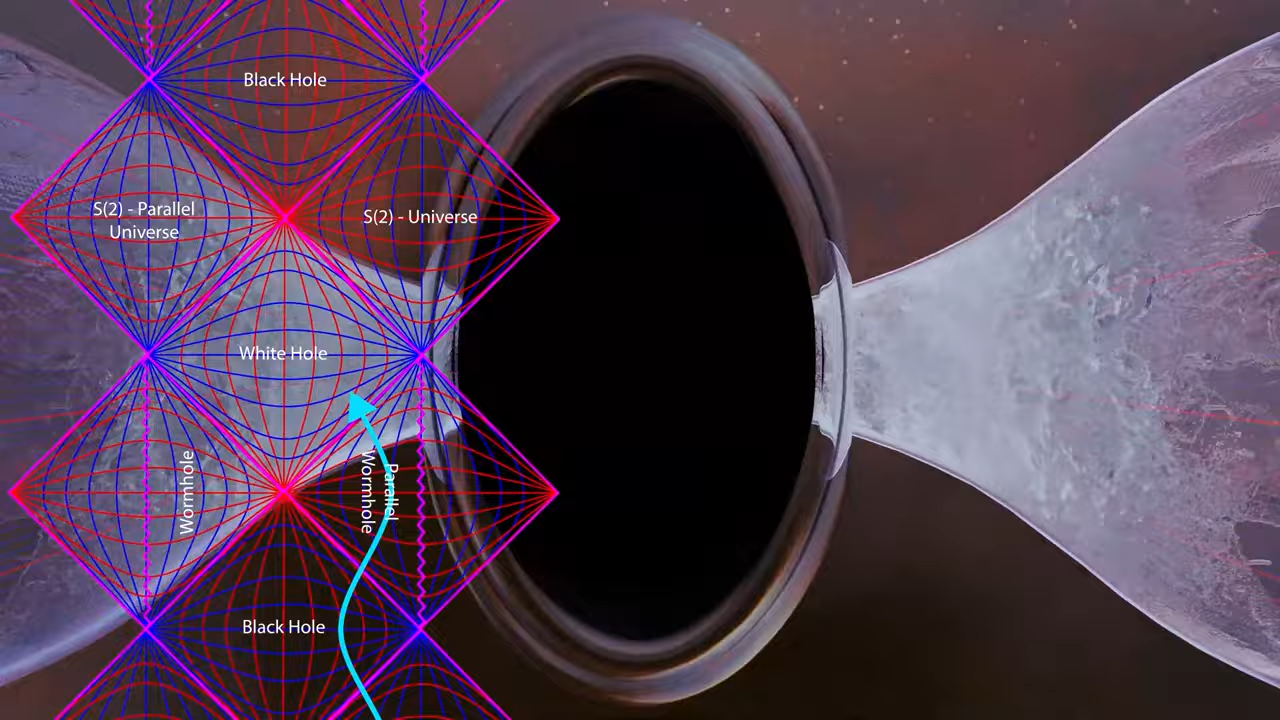 Black Hole
S(2) - Parallel
Universe
S(2) - Universe
White Hole
Wormhole
Parallel
Wormhole
Black Hole